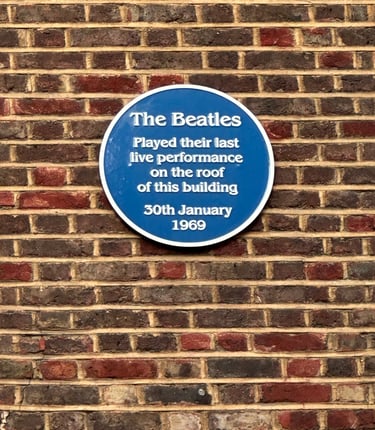 The Beatles
Played their last
live performance
on the roof
of this building
30th January
1969